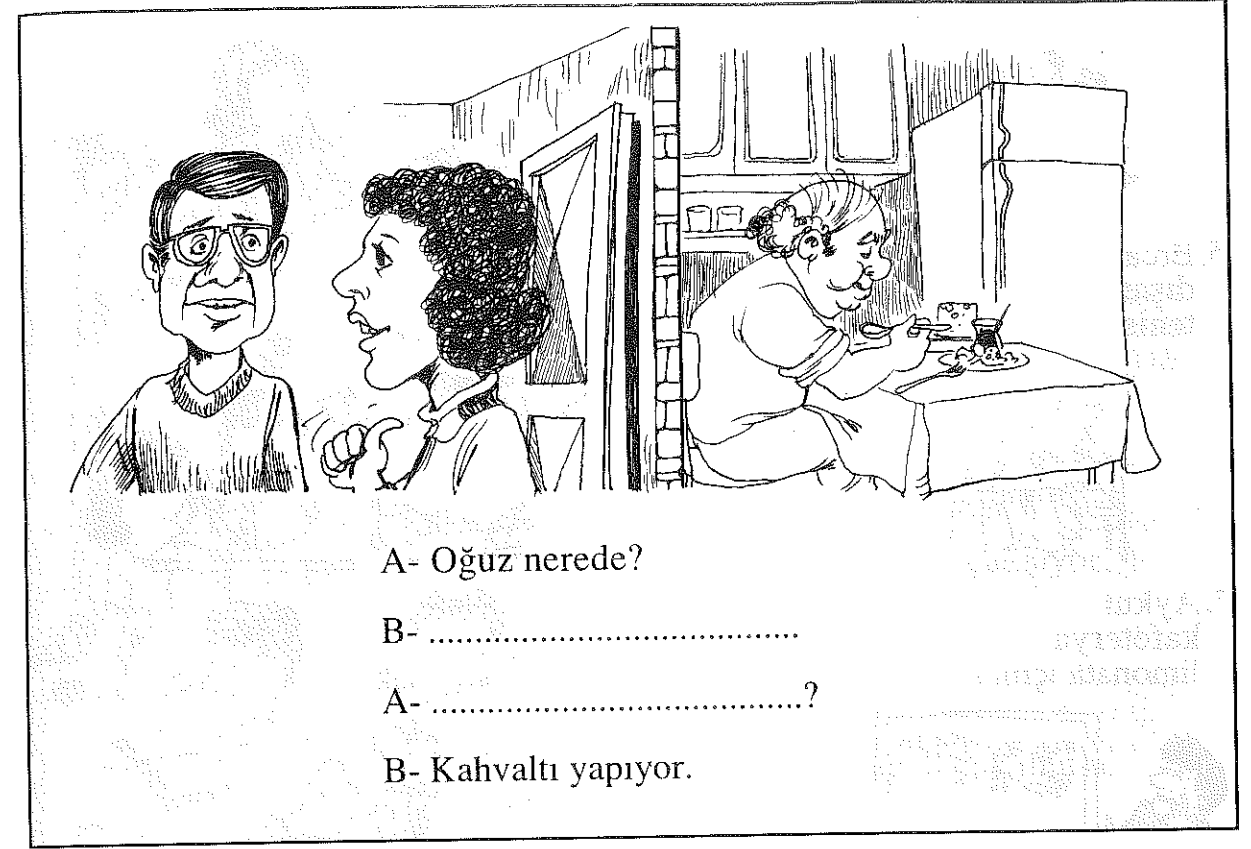 A- Oğuz nerede?
B- ........................................
A- ........................................?
B- Kahvaltı yapıyor.